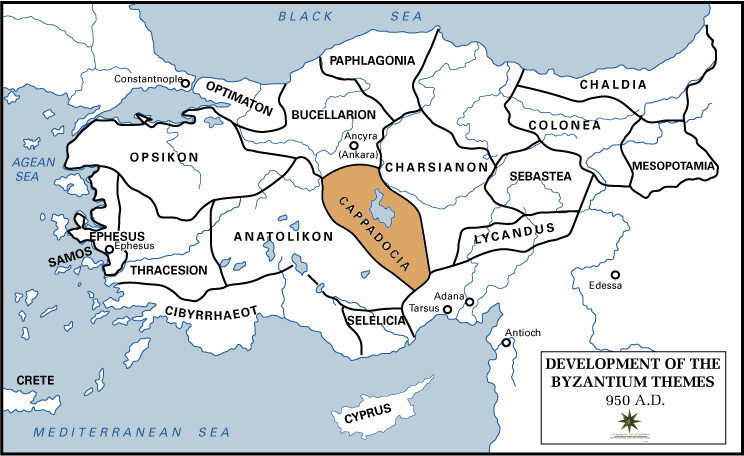 BLACK SEA
PAPHLAGONIA
Constantnople
OPTIMATON
CHALDIA
BUCELLARION
COLONEA
Ancyra
(Ankara)
OPSIKON
AGEAN
SEA
CHARSIANON
MESOPOTAMIA
SEBASTEA
CAPPADOCIA
EPHESUS
Ephesus
ANATOLIKON
LYCANDUS
SAMOS
THRACESION
Edessa
Adana
Tarsus
CIBYRRHAEOT
SELELICIA
Antioch
CRETE
CYPRUS
MEDITERRANEAN SEA
DEVELOPMENT OF THE
BYZANTIUM THEMES
950 A.D.